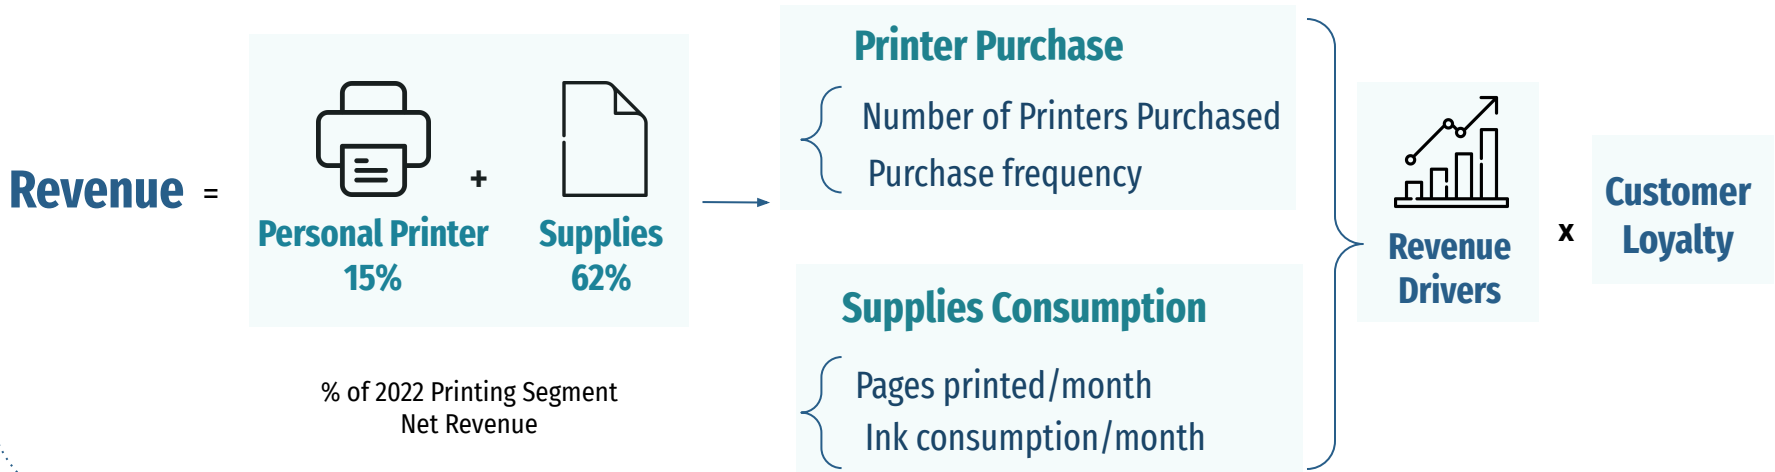 Revenue =
Personal Printer
15%
+
Supplies
62%
% of 2022 Printing Segment
Net Revenue
Printer Purchase
Number of Printers Purchased
Purchase frequency
Supplies Consumption
Pages printed/month
Ink consumption/month
Revenue
Drivers
x
Customer
Loyalty